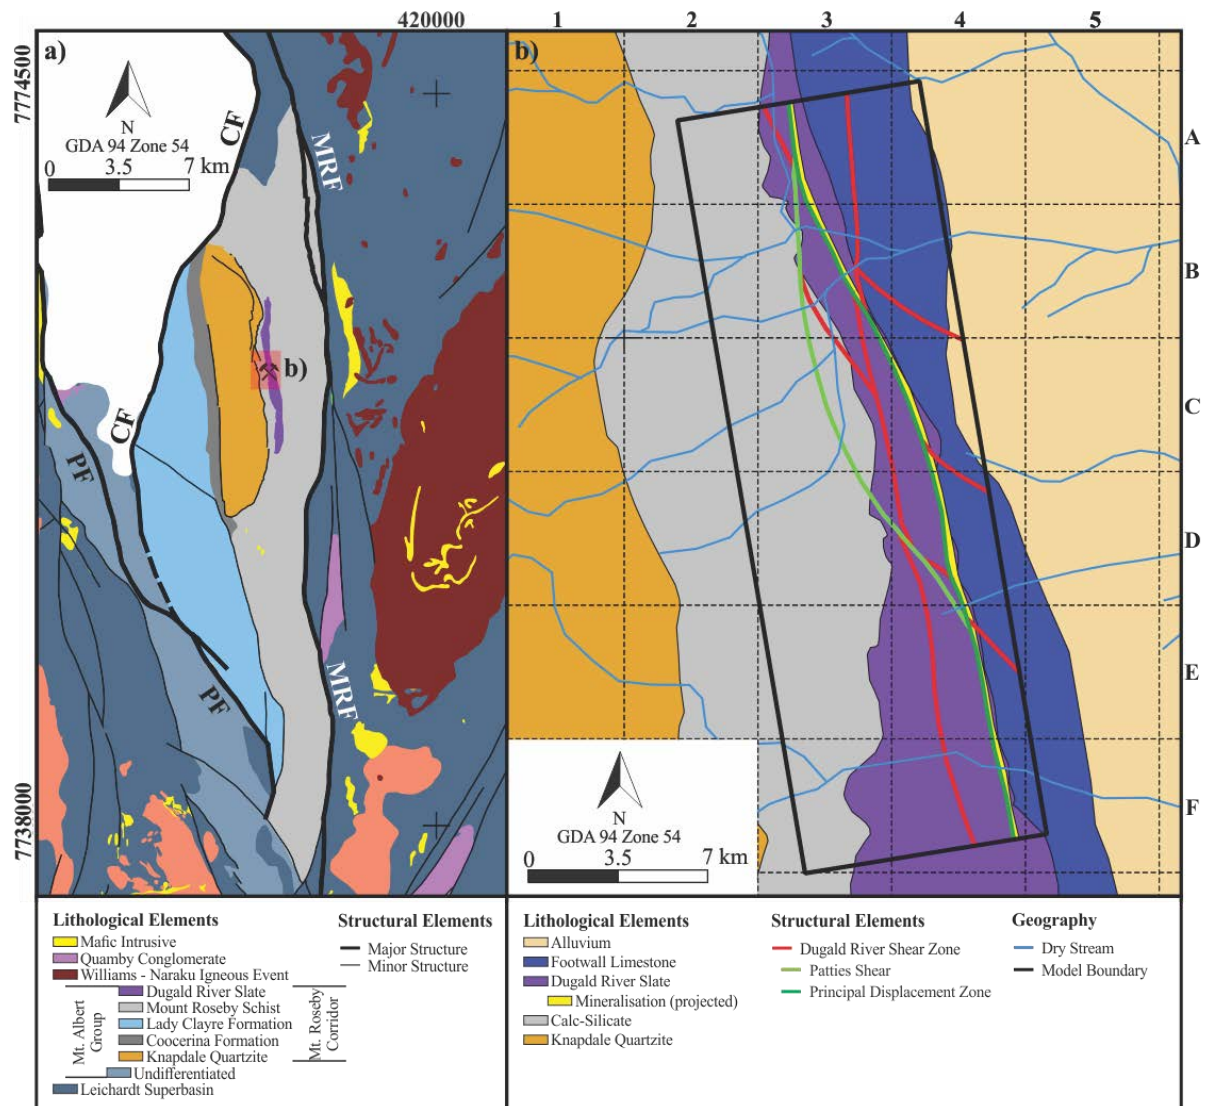 420000
1 2 3 4 5
7774500
7738000
a)
N
GDA 94 Zone 54
0 3.5 7 km
CF
MRF
b)
CF
PF
PF
MRF
b)
A
B
C
D
E
F
N
GDA 94 Zone 54
0 3.5 7 km
Lithological Elements
Mafic Intrusive
Quamby Conglomerate
Williams - Naraku Igneous Event
Dugald River Slate
Mount Roseby Schist
Lady Clayre Formation
Coocerina Formation
Knapdale Quartzite
Undifferentiated
Leichardt Superbasin
Mt. Albert
Group
Mt. Roseby
Corridor
Structural Elements
Major Structure
Minor Structure
Lithological Elements
Alluvium
Footwall Limestone
Dugald River Slate
Mineralisation (projected)
Calc-Silicate
Knapdale Quartzite
Structural Elements
Dugald River Shear Zone
Patties Shear
Principal Displacement Zone
Geography
Dry Stream
Model Boundary